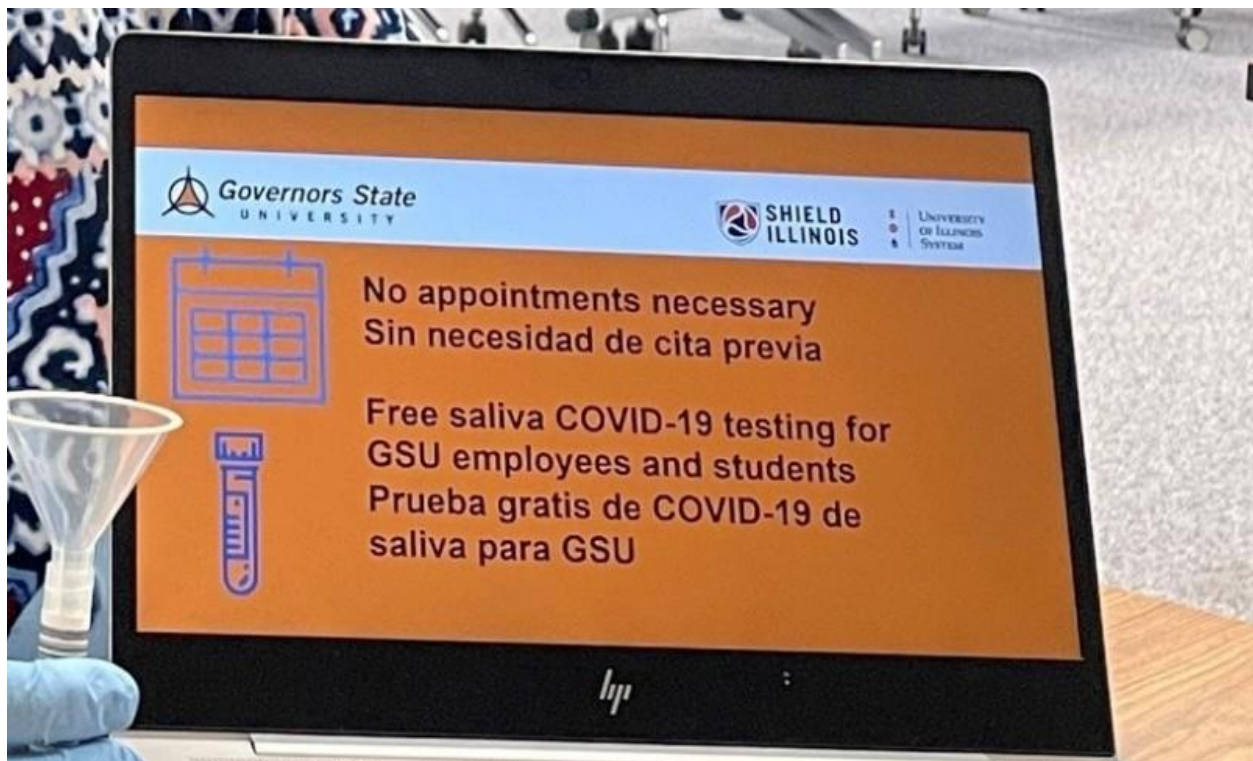 Governors State
UNIVERSITY
SHIELD
ILLINOIS
UNIVERSITY
OF ILLINOIS
SYSTEM
No appointments necessary
Sin necesidad de cita previa
Free saliva COVID-19 testing for
GSU employees and students
Prueba gratis de COVID-19 de
saliva para GSU
hp